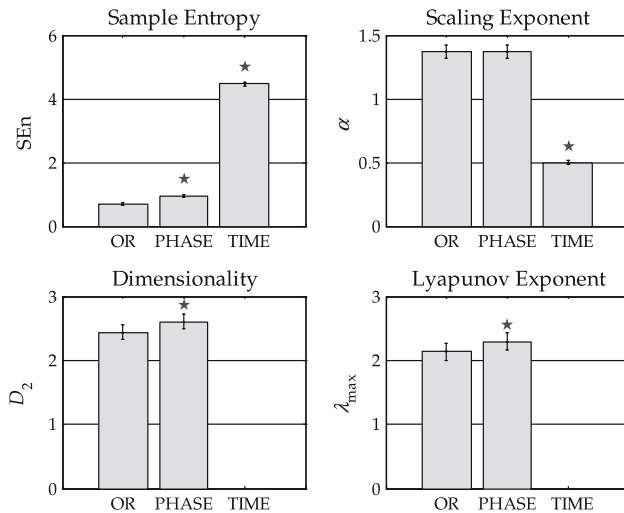 Sample Entropy
SEn
6
4
2
0
★
★
OR PHASE TIME
Scaling Exponent
α
1.5
1
0.5
0
★
OR PHASE TIME
Dimensionality
D₂
3
2
1
0
★
OR PHASE TIME
Lyapunov Exponent
λmax
3
2
1
0
★
OR PHASE TIME